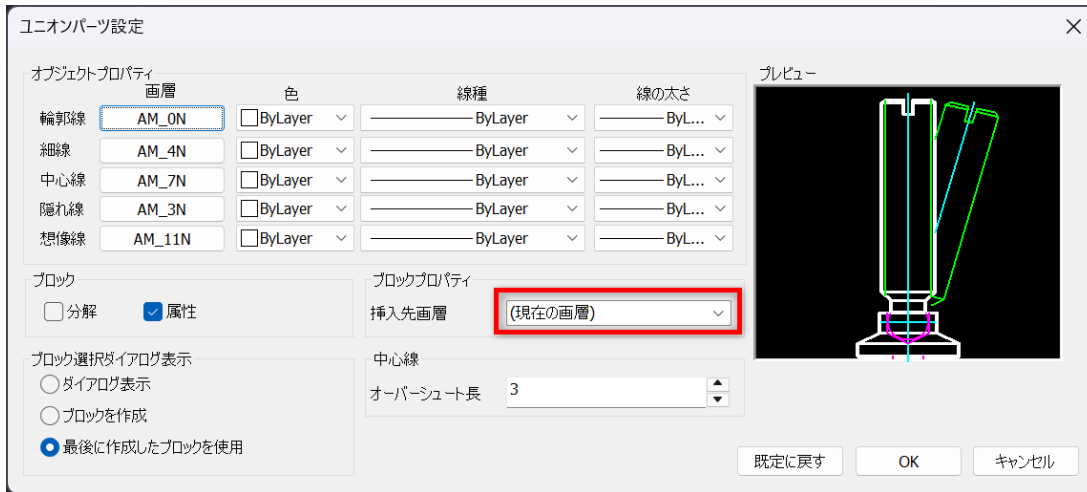 ユニオンパーツ設定
オブジェクトプロパティ
画層 色 線種 線の太さ
輪郭線 AM_0N ByLayer ByLayer ByL...
細線 AM_4N ByLayer ByLayer ByL...
中心線 AM_7N ByLayer ByLayer ByL...
隠れ線 AM_3N ByLayer ByLayer ByL...
想像線 AM_11N ByLayer ByLayer ByL...
プレビュー
ブロック
分解 属性
ブロックプロパティ
挿入先画層 (現在の画層)
ブロック選択ダイアログ表示
ダイアログ表示
ブロックを作成
最後に作成したブロックを使用
中心線
オーバーシュート長 3
既定に戻す OK キャンセル